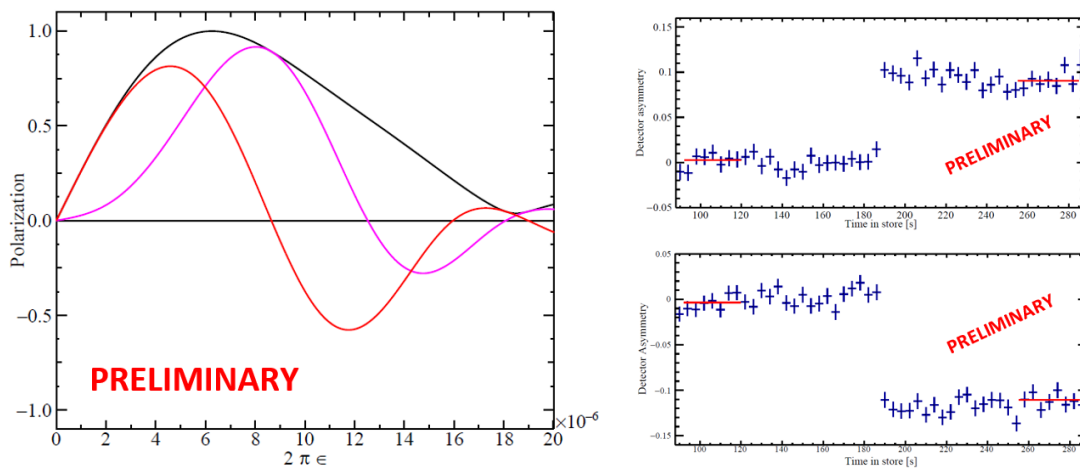 1.0
0.5
0.0
−0.5
−1.0
Polarization
PRELIMINARY
×10⁻⁶
0 2 4 6 8 10 12 14 16 18 20
2 π ∈
0.15
0.1
0.05
0
−0.05
Detector asymmetry
PRELIMINARY
100 120 140 160 180 200 220 240 260 280
Time in store [s]
0.05
0
−0.05
−0.1
−0.15
Detector Asymmetry
PRELIMINARY
100 120 140 160 180 200 220 240 260 280
Time in store [s]